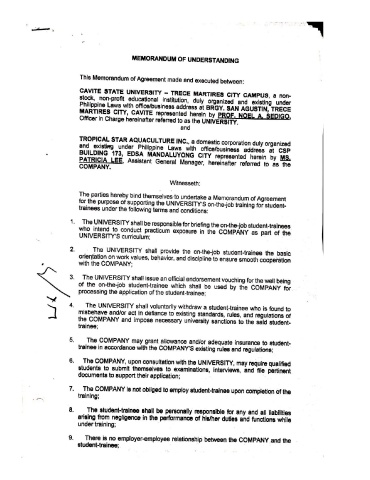 MEMORANDUM OF UNDERSTANDING
This Memorandum of Agreement made and executed between:
CAVITE STATE UNIVERSITY – TRECE MARTIRES CITY CAMPUS, a non-
stock, non-profit educational institution, duly organized and existing under
Philippine Laws with office/business address at BRGY. SAN AGUSTIN, TRECE
MARTIRES CITY, CAVITE represented herein by PROF. NOEL A. SEDIGO,
Officer in Charge hereinafter referred to as the UNIVERSITY.
and
TROPICAL STAR AQUACULTURE INC., a domestic corporation duly organized
and existing under Philippine Laws with office/business address at CSP
BUILDING 173, EDSA MANDALUYONG CITY represented herein by MS.
PATRICIA LEE, Assistant General Manager, hereinafter referred to as the
COMPANY.
Witnesseth:
The parties hereby bind themselves to undertake a Memorandum of Agreement
for the purpose of supporting the UNIVERSITY'S on-the-job training for student-
trainees under the following terms and conditions:
1. The UNIVERSITY shall be responsible for briefing the on-the-job student-trainees
who intend to conduct practicum exposure in the COMPANY as part of the
UNIVERSITY'S curriculum;
2. The UNIVERSITY shall provide the on-the-job student-trainee the basic
orientation on work values, behavior, and discipline to ensure smooth cooperation
with the COMPANY;
3. The UNIVERSITY shall issue an official endorsement vouching for the well being
of the on-the-job student-trainee which shall be used by the COMPANY for
processing the application of the student-trainee;
4. The UNIVERSITY shall voluntarily withdraw a student-trainee who is found to
misbehave and/or act in defiance to existing standards, rules, and regulations of
the COMPANY and impose necessary university sanctions to the said student-
trainee;
5. The COMPANY may grant allowance and/or adequate insurance to student-
trainee in accordance with the COMPANY'S existing rules and regulations;
6. The COMPANY, upon consultation with the UNIVERSITY, may require qualified
students to submit themselves to examinations, interviews, and file pertinent
documents to support their application;
7. The COMPANY is not obliged to employ student-trainee upon completion of the
training;
8. The student-trainee shall be personally responsible for any and all liabilities
arising from negligence in the performance of his/her duties and functions while
under training;
9. There is no employer-employee relationship between the COMPANY and the
student-trainee;